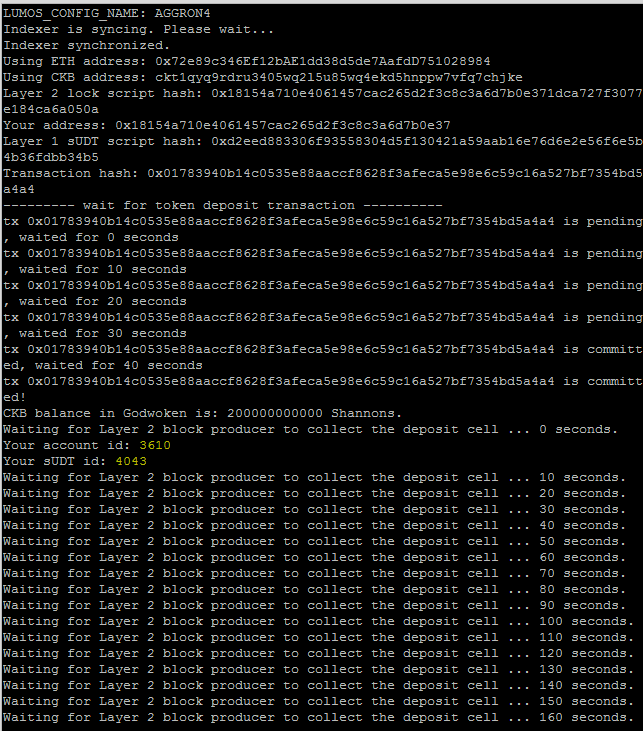 LUMOS_CONFIG_NAME: AGGRON4
Indexer is syncing. Please wait...
Indexer synchronized.
Using ETH address: 0x72e89c346Ef12bAE1dd38d5de7AafdD751028984
Using CKB address: ckt1qyq9rdru3405wq2l5u85wq4ekd5hnppw7vfq7chjke
Layer 2 lock script hash: 0x18154a710e4061457cac265d2f3c8c3a6d7b0e371dca727f3077
e184ca6a050a
Your address: 0x18154a710e4061457cac265d2f3c8c3a6d7b0e37
Layer 1 sUDT script hash: 0xd2eed883306f93558304d5f130421a59aab16e76d6e2e56f6e5b
4b36fdbb34b5
Transaction hash: 0x01783940b14c0535e88aaccf8628f3afeca5e98e6c59c16a527bf7354bd5
a4a4
--------- wait for token deposit transaction ----------
tx 0x01783940b14c0535e88aaccf8628f3afeca5e98e6c59c16a527bf7354bd5a4a4 is pending
, waited for 0 seconds
tx 0x01783940b14c0535e88aaccf8628f3afeca5e98e6c59c16a527bf7354bd5a4a4 is pending
, waited for 10 seconds
tx 0x01783940b14c0535e88aaccf8628f3afeca5e98e6c59c16a527bf7354bd5a4a4 is pending
, waited for 20 seconds
tx 0x01783940b14c0535e88aaccf8628f3afeca5e98e6c59c16a527bf7354bd5a4a4 is pending
, waited for 30 seconds
tx 0x01783940b14c0535e88aaccf8628f3afeca5e98e6c59c16a527bf7354bd5a4a4 is committ
ed, waited for 40 seconds
tx 0x01783940b14c0535e88aaccf8628f3afeca5e98e6c59c16a527bf7354bd5a4a4 is committ
ed!
CKB balance in Godwoken is: 200000000000 Shannons.
Waiting for Layer 2 block producer to collect the deposit cell ... 0 seconds.
Your account id: 3610
Your sUDT id: 4043
Waiting for Layer 2 block producer to collect the deposit cell ... 10 seconds.
Waiting for Layer 2 block producer to collect the deposit cell ... 20 seconds.
Waiting for Layer 2 block producer to collect the deposit cell ... 30 seconds.
Waiting for Layer 2 block producer to collect the deposit cell ... 40 seconds.
Waiting for Layer 2 block producer to collect the deposit cell ... 50 seconds.
Waiting for Layer 2 block producer to collect the deposit cell ... 60 seconds.
Waiting for Layer 2 block producer to collect the deposit cell ... 70 seconds.
Waiting for Layer 2 block producer to collect the deposit cell ... 80 seconds.
Waiting for Layer 2 block producer to collect the deposit cell ... 90 seconds.
Waiting for Layer 2 block producer to collect the deposit cell ... 100 seconds.
Waiting for Layer 2 block producer to collect the deposit cell ... 110 seconds.
Waiting for Layer 2 block producer to collect the deposit cell ... 120 seconds.
Waiting for Layer 2 block producer to collect the deposit cell ... 130 seconds.
Waiting for Layer 2 block producer to collect the deposit cell ... 140 seconds.
Waiting for Layer 2 block producer to collect the deposit cell ... 150 seconds.
Waiting for Layer 2 block producer to collect the deposit cell ... 160 seconds.